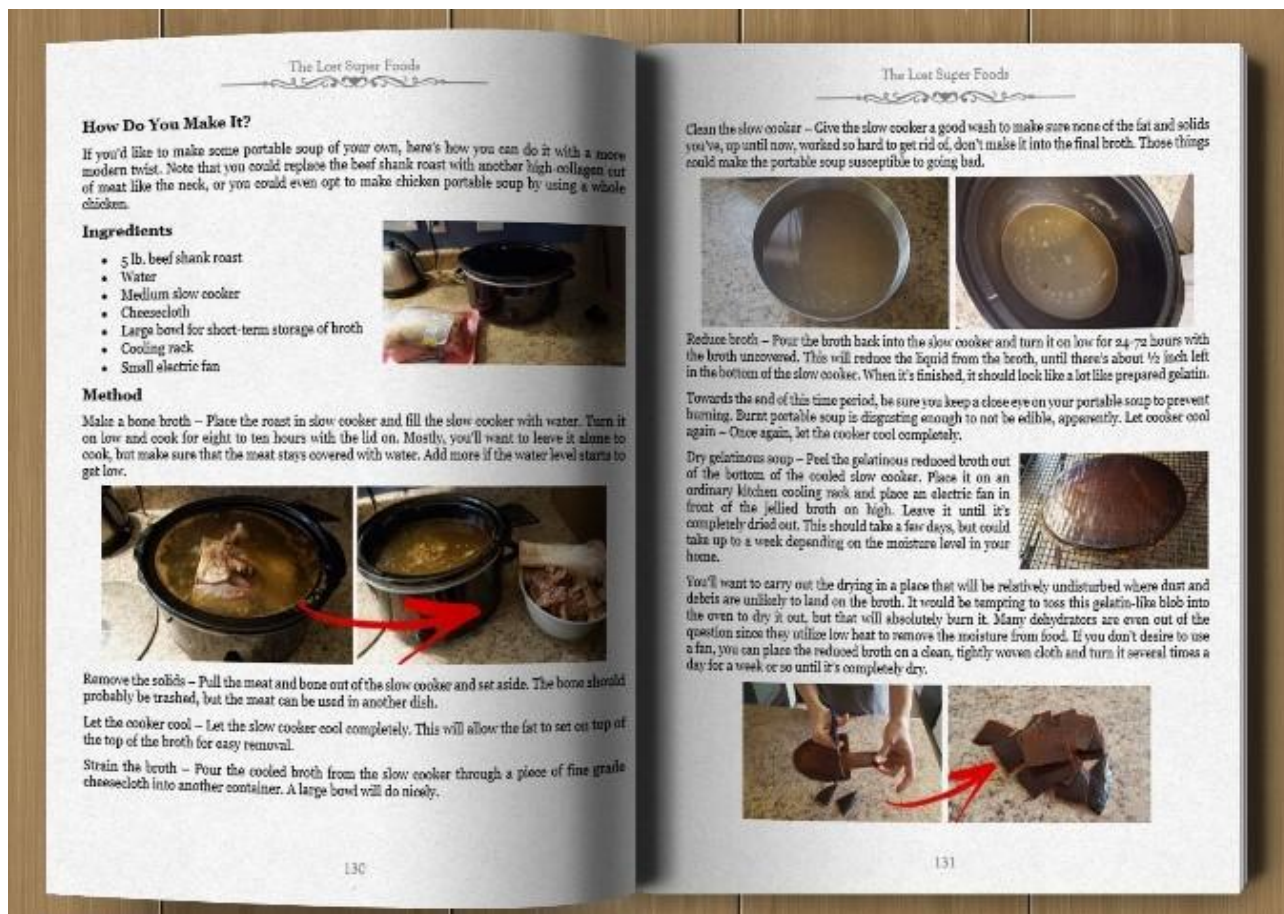 The Lost Super Foods
How Do You Make It?
If you'd like to make some portable soup of your own, here's how you can do it with a more
modern twist. Note that you could replace the beef shank roast with another high-collagen cut
of meat like the neck, or you could even opt to make chicken portable soup by using a whole
chicken.
Ingredients
• 5 lb. beef shank roast
• Water
• Medium slow cooker
• Cheesecloth
• Large bowl for short-term storage of broth
• Cooling rack
• Small electric fan
Method
Make a bone broth – Place the roast in slow cooker and fill the slow cooker with water. Turn it
on low and cook for eight to ten hours with the lid on. Mostly, you'll want to leave it alone to
cook, but make sure that the meat stays covered with water. Add more if the water level starts to
get low.
Remove the solids – Pull the meat and bone out of the slow cooker and set aside. The bone should
probably be trashed, but the meat can be used in another dish.
Let the cooker cool – Let the slow cooker cool completely. This will allow the fat to set on top of
the top of the broth for easy removal.
Strain the broth – Pour the cooled broth from the slow cooker through a piece of fine grade
cheesecloth into another container. A large bowl will do nicely.
130
The Lost Super Foods
Clean the slow cooker – Give the slow cooker a good wash to make sure none of the fat and solids
you've, up until now, worked so hard to get rid of, don't make it into the final broth. Those things
could make the portable soup susceptible to going bad.
Reduce broth – Pour the broth back into the slow cooker and turn it on low for 24-72 hours with
the broth uncovered. This will reduce the liquid from the broth, until there's about ½ inch left
in the bottom of the slow cooker. When it's finished, it should look like a lot like prepared gelatin.
Towards the end of this time period, be sure you keep a close eye on your portable soup to prevent
burning. Burnt portable soup is disgusting enough to not be edible, apparently. Let cooker cool
again – Once again, let the cooker cool completely.
Dry gelatinous soup – Peel the gelatinous reduced broth out
of the bottom of the cooled slow cooker. Place it on an
ordinary kitchen cooling rack and place an electric fan in
front of the jellied broth on high. Leave it until it's
completely dried out. This should take a few days, but could
take up to a week depending on the moisture level in your
home.
You'll want to carry out the drying in a place that will be relatively undisturbed where dust and
debris are unlikely to land on the broth. It would be tempting to toss this gelatin-like blob into
the oven to dry it out, but that will absolutely burn it. Many dehydrators are even out of the
question since they utilize low heat to remove the moisture from food. If you don't desire to use
a fan, you can place the reduced broth on a clean, tightly woven cloth and turn it several times a
day for a week or so until it's completely dry.
131